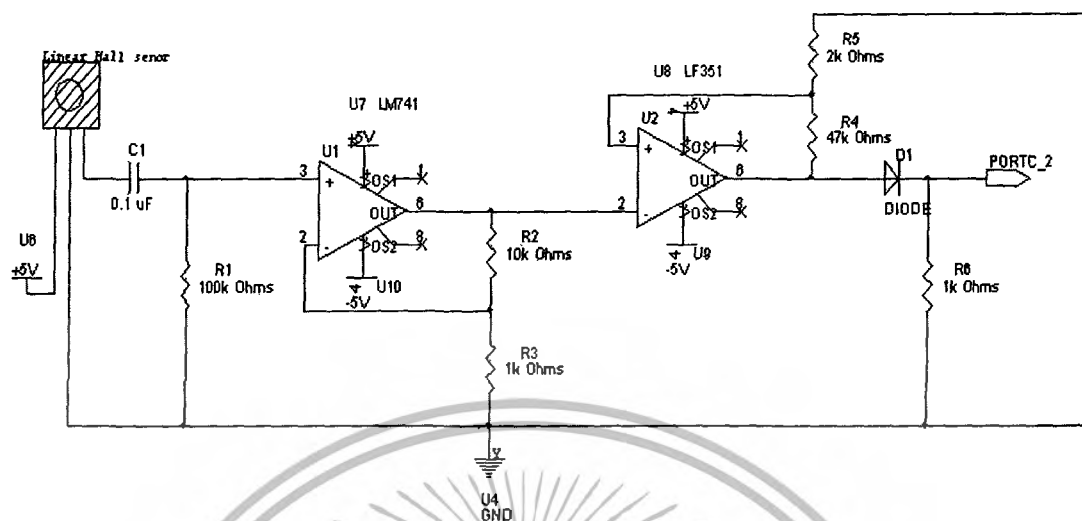 Linear Hall senor
U6
+5V
C1
0.1 uF
R1
100k Ohms
U7 LM741
+5V
U1
3
+
2
-
OS1
1
OUT
6
OS2
8
4
-5V
U10
R2
10k Ohms
R3
1k Ohms
U4
GND
U8 LF351
+5V
U2
3
+
2
-
OS1
1
OUT
6
OS2
8
4
-5V
U9
R5
2k Ohms
R4
47k Ohms
D1
DIODE
PORTC_2
R6
1k Ohms